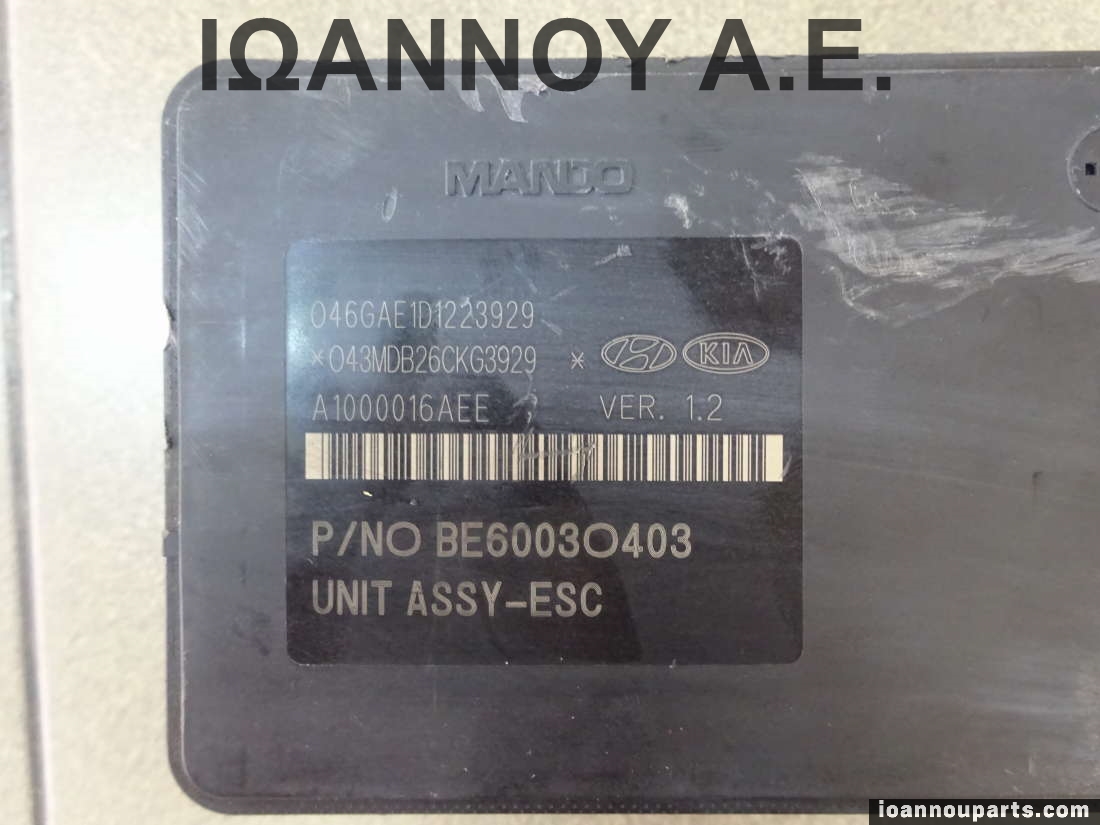 ΙΩΑΝΝΟΥ Α.Ε.
MANDO
046GAE1D1223929
*043MDB26CKG3929 * KIA
A1000016AEE VER. 1.2
P/NO BE60030403
UNIT ASSY-ESC
ioannouparts.com